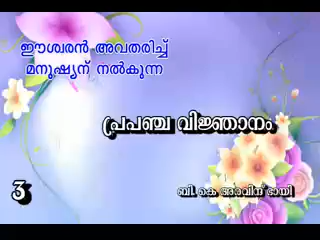 ഈശ്വരൻ അവതരിച്ച്
മനുഷ്യന് നൽകുന്ന
പ്രപഞ്ച വിജ്ഞാനം
3
ബി. കെ അരവിന്ദ് ഭായി